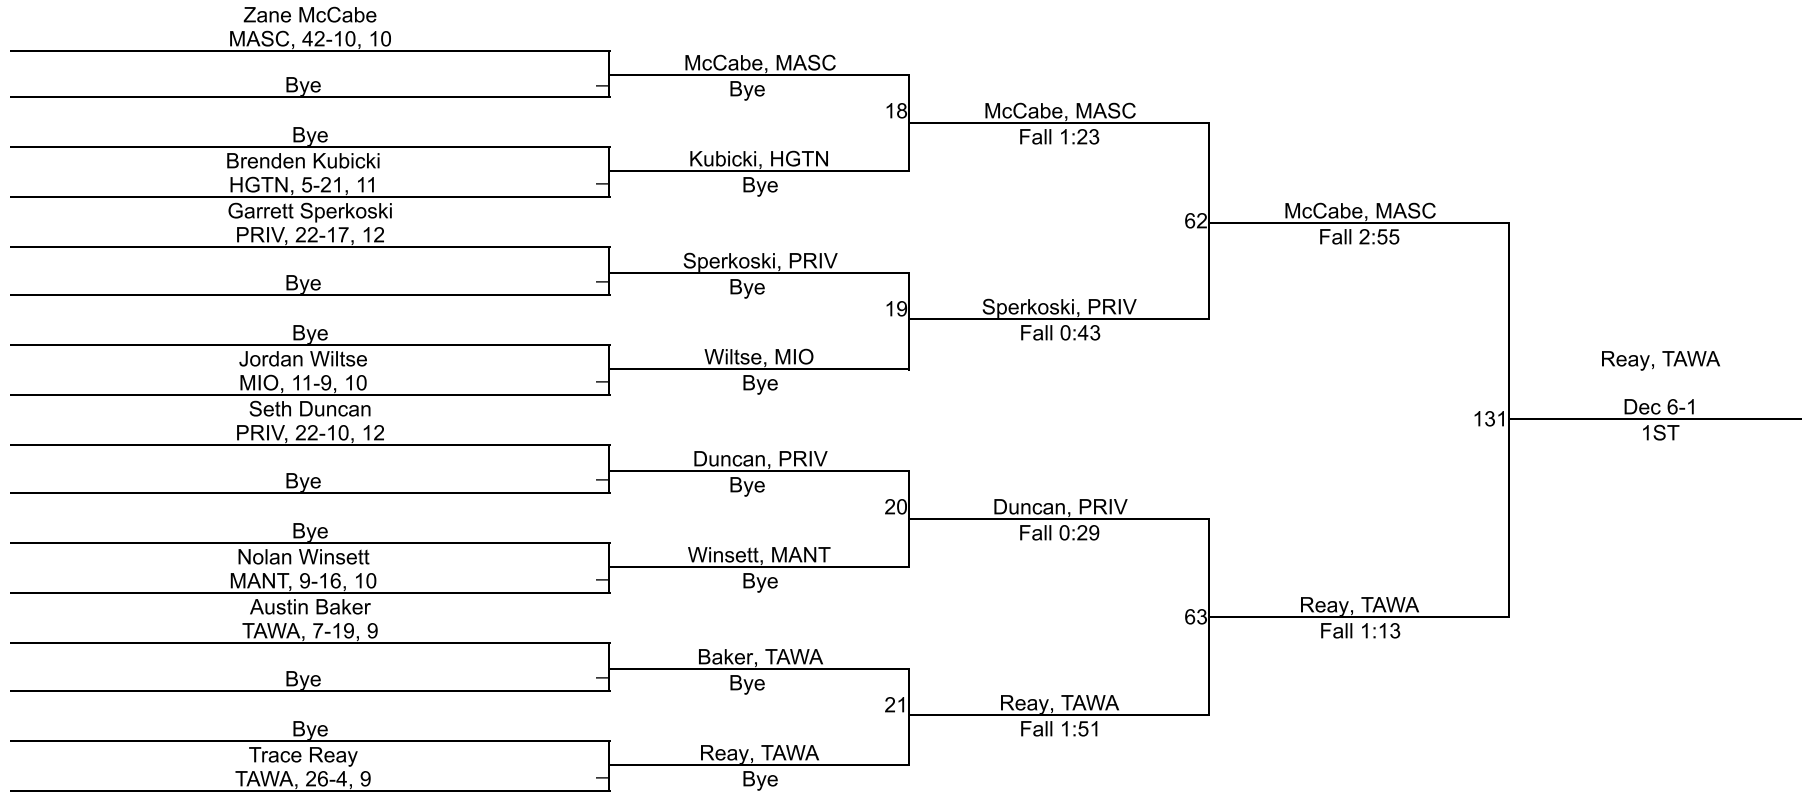 Zane McCabe
MASC, 42-10, 10
Bye
Bye
Brenden Kubicki
HGTN, 5-21, 11
Garrett Sperkoski
PRIV, 22-17, 12
Bye
Bye
Jordan Wiltse
MIO, 11-9, 10
Seth Duncan
PRIV, 22-10, 12
Bye
Bye
Nolan Winsett
MANT, 9-16, 10
Austin Baker
TAWA, 7-19, 9
Bye
Bye
Trace Reay
TAWA, 26-4, 9
McCabe, MASC
Bye
18
Kubicki, HGTN
Bye
Sperkoski, PRIV
Bye
19
Wiltse, MIO
Bye
Duncan, PRIV
Bye
20
Winsett, MANT
Bye
Baker, TAWA
Bye
21
Reay, TAWA
Bye
McCabe, MASC
Fall 1:23
62
Sperkoski, PRIV
Fall 0:43
Duncan, PRIV
Fall 0:29
63
Reay, TAWA
Fall 1:51
McCabe, MASC
Fall 2:55
131
Reay, TAWA
Fall 1:13
Reay, TAWA
Dec 6-1
1ST